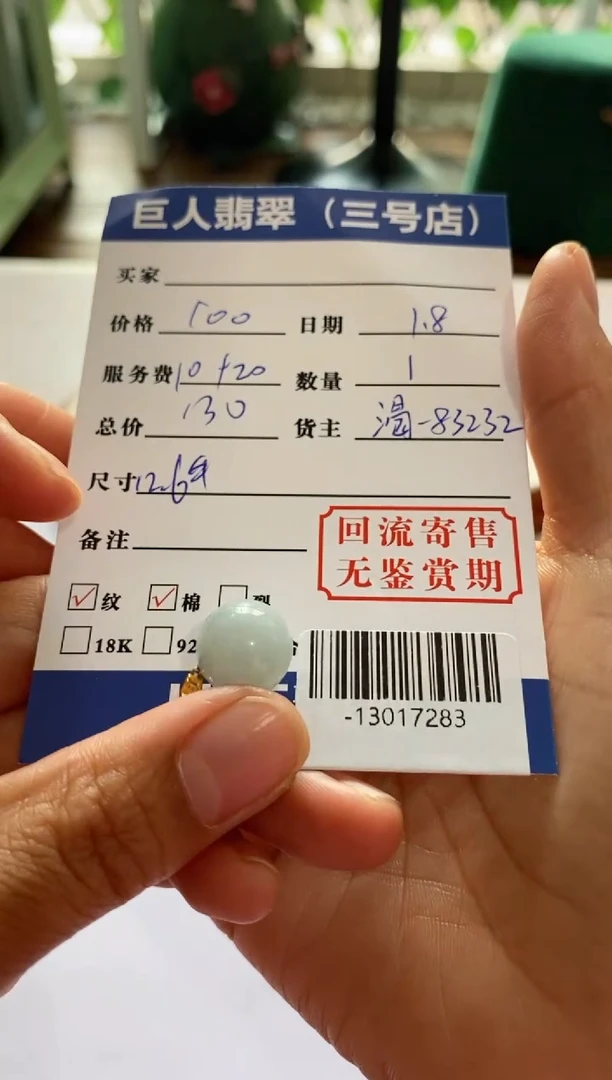 巨人翡翠（三号店）
买家
价格 100 日期 1.8
服务费 10+20 数量 1
总价 130 货主 -83232
尺寸 12.6
备注
回流寄售
无鉴赏期
纹 棉
18K 92
-13017283